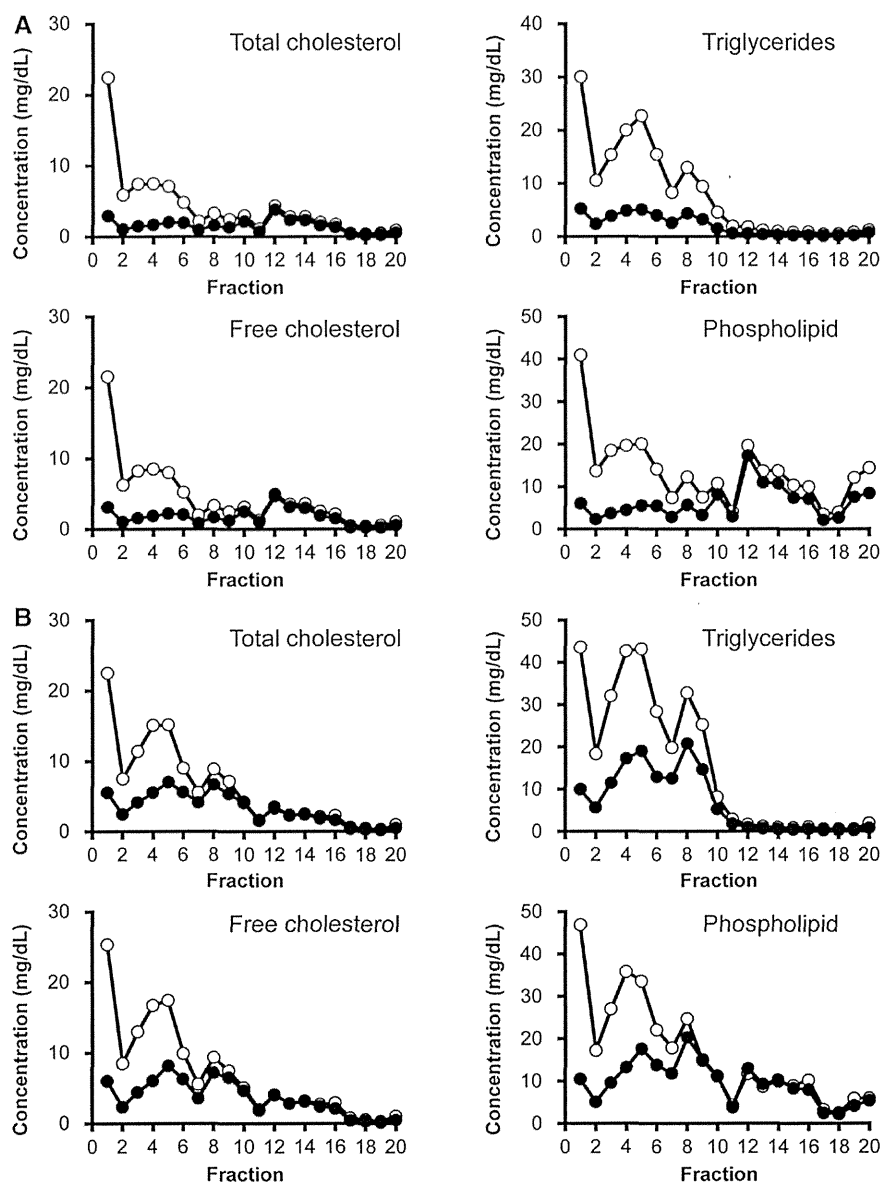 A
Total cholesterol
Concentration (mg/dL)
30
20
10
0
0 2 4 6 8 10 12 14 16 18 20
Fraction
Triglycerides
Concentration (mg/dL)
40
30
20
10
0
0 2 4 6 8 10 12 14 16 18 20
Fraction
Free cholesterol
Concentration (mg/dL)
30
20
10
0
0 2 4 6 8 10 12 14 16 18 20
Fraction
Phospholipid
Concentration (mg/dL)
50
40
30
20
10
0
0 2 4 6 8 10 12 14 16 18 20
Fraction
B
Total cholesterol
Concentration (mg/dL)
30
20
10
0
0 2 4 6 8 10 12 14 16 18 20
Fraction
Triglycerides
Concentration (mg/dL)
50
40
30
20
10
0
0 2 4 6 8 10 12 14 16 18 20
Fraction
Free cholesterol
Concentration (mg/dL)
30
20
10
0
0 2 4 6 8 10 12 14 16 18 20
Fraction
Phospholipid
Concentration (mg/dL)
50
40
30
20
10
0
0 2 4 6 8 10 12 14 16 18 20
Fraction